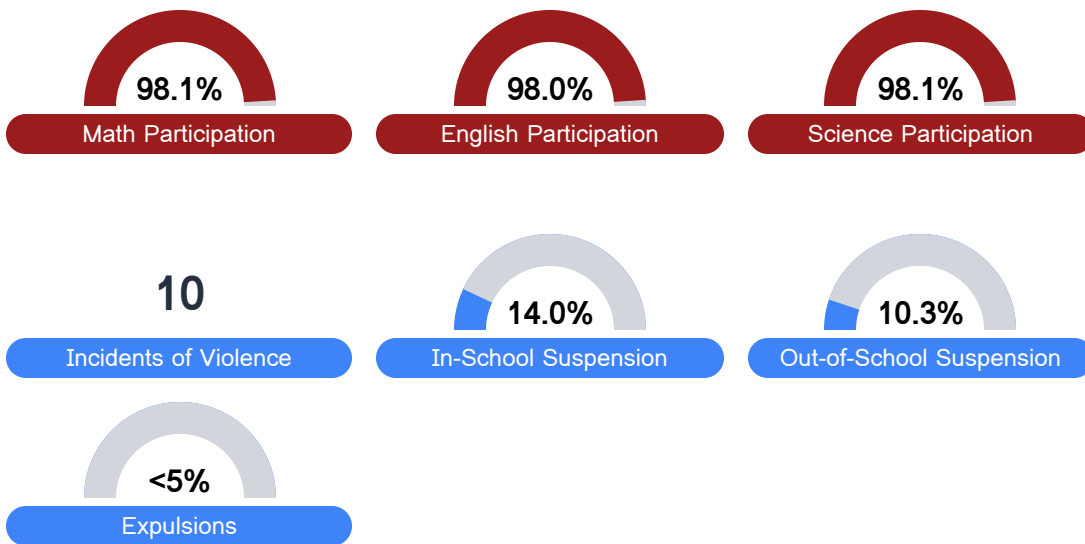 98.1%
Math Participation
98.0%
English Participation
98.1%
Science Participation
10
Incidents of Violence
14.0%
In-School Suspension
10.3%
Out-of-School Suspension
<5%
Expulsions